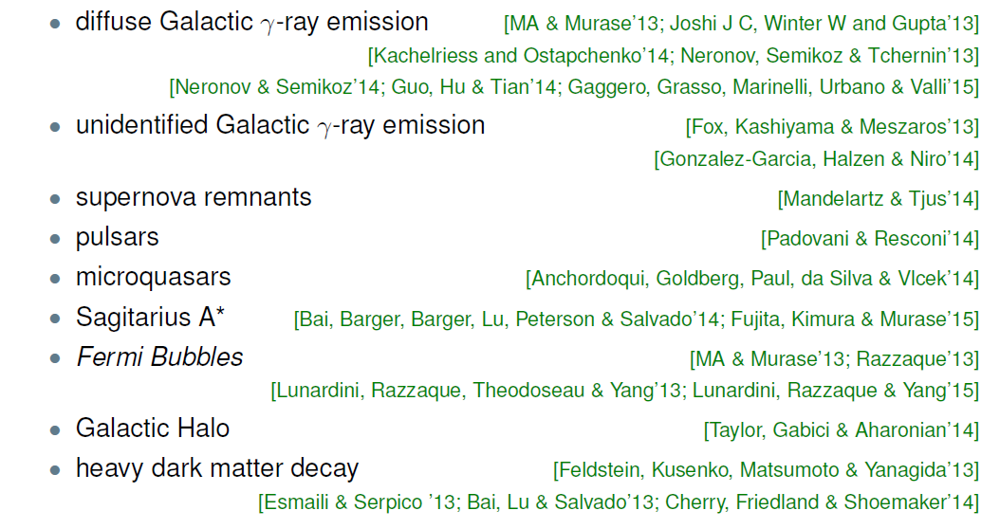 • diffuse Galactic γ-ray emission [MA & Murase'13; Joshi J C, Winter W and Gupta'13]
[Kachelriess and Ostapchenko'14; Neronov, Semikoz & Tchernin'13]
[Neronov & Semikoz'14; Guo, Hu & Tian'14; Gaggero, Grasso, Marinelli, Urbano & Valli'15]
• unidentified Galactic γ-ray emission [Fox, Kashiyama & Meszaros'13]
[Gonzalez-Garcia, Halzen & Niro'14]
• supernova remnants [Mandelartz & Tjus'14]
• pulsars [Padovani & Resconi'14]
• microquasars [Anchordoqui, Goldberg, Paul, da Silva & Vlcek'14]
• Sagitarius A* [Bai, Barger, Barger, Lu, Peterson & Salvado'14; Fujita, Kimura & Murase'15]
• Fermi Bubbles [MA & Murase'13; Razzaque'13]
[Lunardini, Razzaque, Theodoseau & Yang'13; Lunardini, Razzaque & Yang'15]
• Galactic Halo [Taylor, Gabici & Aharonian'14]
• heavy dark matter decay [Feldstein, Kusenko, Matsumoto & Yanagida'13]
[Esmaili & Serpico '13; Bai, Lu & Salvado'13; Cherry, Friedland & Shoemaker'14]